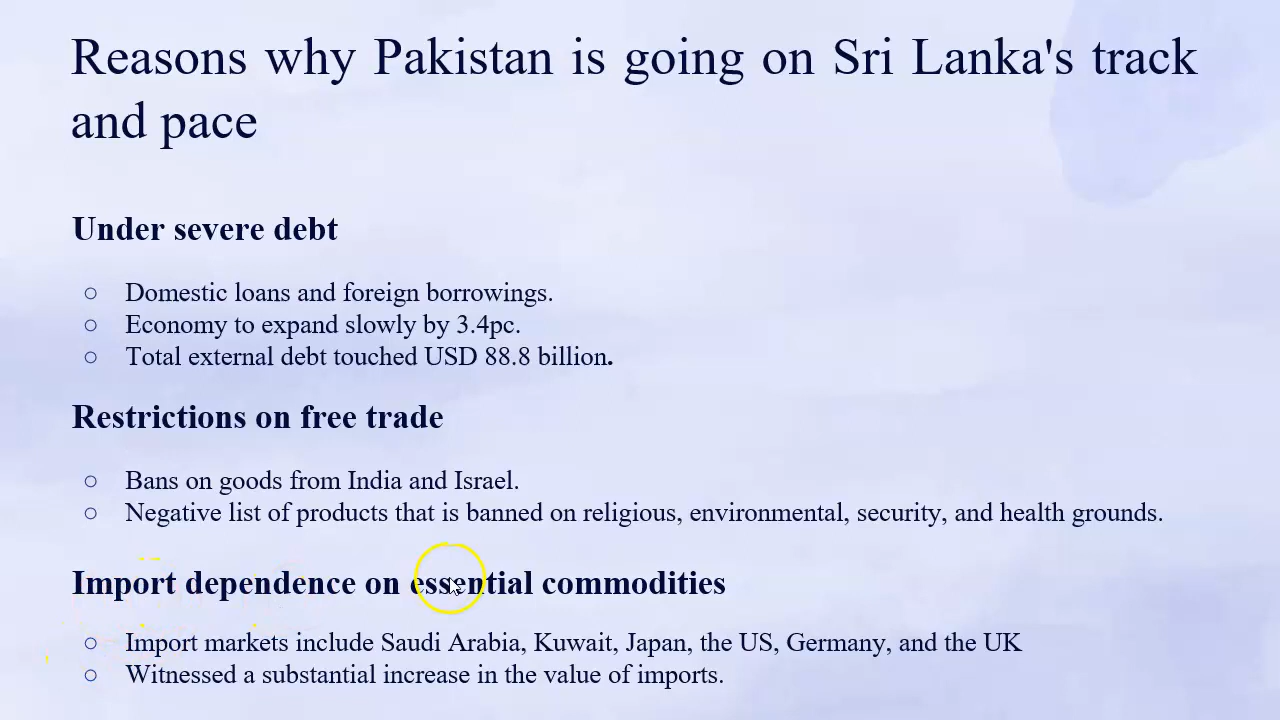 Reasons why Pakistan is going on Sri Lanka's track
and pace
Under severe debt
○ Domestic loans and foreign borrowings.
○ Economy to expand slowly by 3.4pc.
○ Total external debt touched USD 88.8 billion.
Restrictions on free trade
○ Bans on goods from India and Israel.
○ Negative list of products that is banned on religious, environmental, security, and health grounds.
Import dependence on essential commodities
○ Import markets include Saudi Arabia, Kuwait, Japan, the US, Germany, and the UK
○ Witnessed a substantial increase in the value of imports.